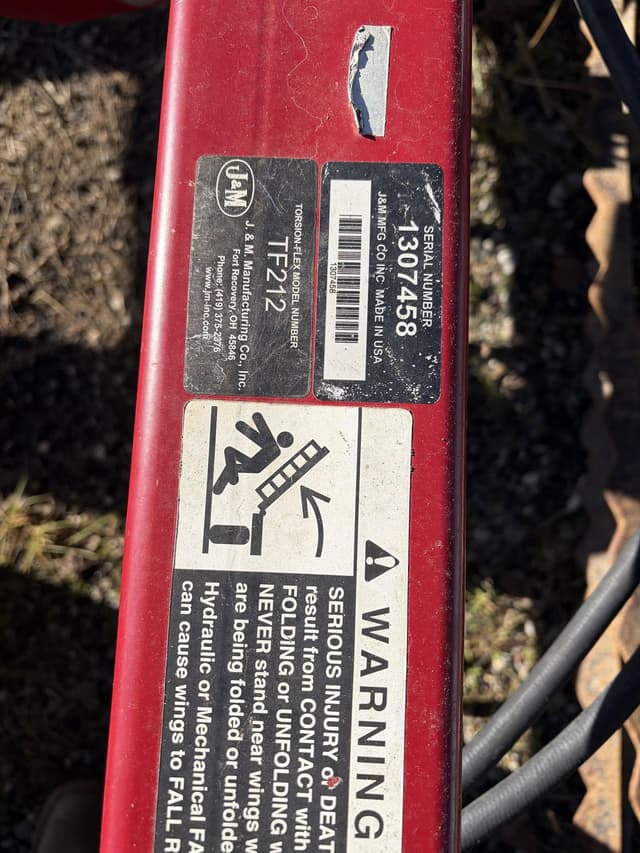 SERIAL NUMBER
1307458
J&M MFG CO INC MADE IN USA
1307458
TORSION-FLEX MODEL NUMBER
TF212
J&M
J. & M. Manufacturing Co., Inc.
Fort Recovery, OH 45846
Phone: (419) 375-2376
www.jm-inc.com
WARNING
SERIOUS INJURY or DEAT
result from CONTACT with
FOLDING or UNFOLDING W
NEVER stand near wings w
are being folded or unfolde
Hydraulic or Mechanical FA
can cause wings to FALL R